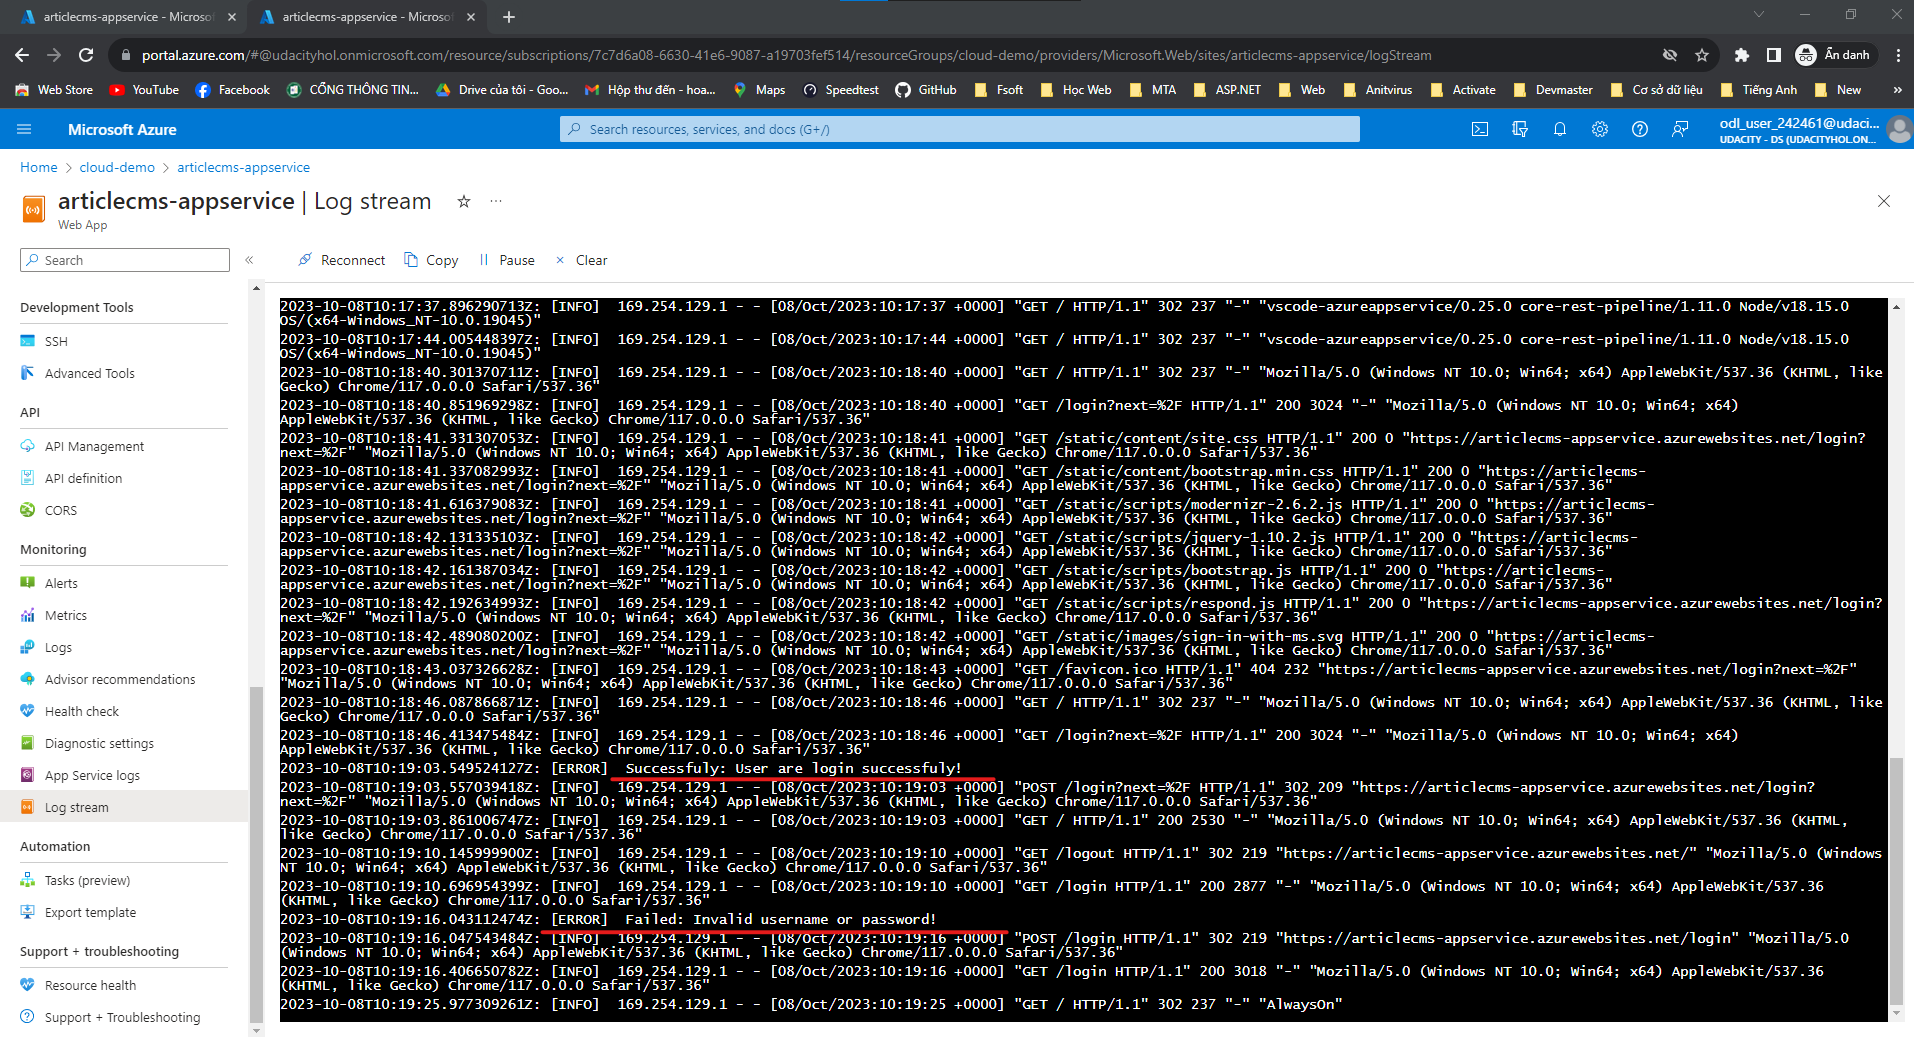 articlecms-appservice - Microsof
articlecms-appservice - Microsof
portal.azure.com/#@udacityhol.onmicrosoft.com/resource/subscriptions/7c7d6a08-6630-41e6-9087-a19703fef514/resourceGroups/cloud-demo/providers/Microsoft.Web/sites/articlecms-appservice/logStream
Ẩn danh
Web Store YouTube Facebook CỔNG THÔNG TIN... Drive của tôi - Goo... Hộp thư đến - hoa... Maps Speedtest GitHub Fsoft Học Web MTA ASP.NET Web Anitvirus Activate Devmaster Cơ sở dữ liệu Tiếng Anh New »
Microsoft Azure
Search resources, services, and docs (G+/)
odl_user_242461@udaci...
UDACITY - DS (UDACITYHOL.ON...
Home > cloud-demo > articlecms-appservice
articlecms-appservice | Log stream
Web App
Search
«
Reconnect Copy Pause Clear
Development Tools
SSH
Advanced Tools
API
API Management
API definition
CORS
Monitoring
Alerts
Metrics
Logs
Advisor recommendations
Health check
Diagnostic settings
App Service logs
Log stream
Automation
Tasks (preview)
Export template
Support + troubleshooting
Resource health
Support + Troubleshooting
2023-10-08T10:17:37.896290713Z: [INFO]  169.254.129.1 - - [08/Oct/2023:10:17:37 +0000] "GET / HTTP/1.1" 302 237 "-" "vscode-azureappservice/0.25.0 core-rest-pipeline/1.11.0 Node/v18.15.0
OS/(x64-Windows_NT-10.0.19045)"
2023-10-08T10:17:44.005448397Z: [INFO]  169.254.129.1 - - [08/Oct/2023:10:17:44 +0000] "GET / HTTP/1.1" 302 237 "-" "vscode-azureappservice/0.25.0 core-rest-pipeline/1.11.0 Node/v18.15.0
OS/(x64-Windows_NT-10.0.19045)"
2023-10-08T10:18:40.301370711Z: [INFO]  169.254.129.1 - - [08/Oct/2023:10:18:40 +0000] "GET / HTTP/1.1" 302 237 "-" "Mozilla/5.0 (Windows NT 10.0; Win64; x64) AppleWebKit/537.36 (KHTML, like
Gecko) Chrome/117.0.0.0 Safari/537.36"
2023-10-08T10:18:40.851969298Z: [INFO]  169.254.129.1 - - [08/Oct/2023:10:18:40 +0000] "GET /login?next=%2F HTTP/1.1" 200 3024 "-" "Mozilla/5.0 (Windows NT 10.0; Win64; x64)
AppleWebKit/537.36 (KHTML, like Gecko) Chrome/117.0.0.0 Safari/537.36"
2023-10-08T10:18:41.331307053Z: [INFO]  169.254.129.1 - - [08/Oct/2023:10:18:41 +0000] "GET /static/content/site.css HTTP/1.1" 200 0 "https://articlecms-appservice.azurewebsites.net/login?
next=%2F" "Mozilla/5.0 (Windows NT 10.0; Win64; x64) AppleWebKit/537.36 (KHTML, like Gecko) Chrome/117.0.0.0 Safari/537.36"
2023-10-08T10:18:41.337082993Z: [INFO]  169.254.129.1 - - [08/Oct/2023:10:18:41 +0000] "GET /static/content/bootstrap.min.css HTTP/1.1" 200 0 "https://articlecms-
appservice.azurewebsites.net/login?next=%2F" "Mozilla/5.0 (Windows NT 10.0; Win64; x64) AppleWebKit/537.36 (KHTML, like Gecko) Chrome/117.0.0.0 Safari/537.36"
2023-10-08T10:18:41.616379083Z: [INFO]  169.254.129.1 - - [08/Oct/2023:10:18:41 +0000] "GET /static/scripts/modernizr-2.6.2.js HTTP/1.1" 200 0 "https://articlecms-
appservice.azurewebsites.net/login?next=%2F" "Mozilla/5.0 (Windows NT 10.0; Win64; x64) AppleWebKit/537.36 (KHTML, like Gecko) Chrome/117.0.0.0 Safari/537.36"
2023-10-08T10:18:42.131335103Z: [INFO]  169.254.129.1 - - [08/Oct/2023:10:18:42 +0000] "GET /static/scripts/jquery-1.10.2.js HTTP/1.1" 200 0 "https://articlecms-
appservice.azurewebsites.net/login?next=%2F" "Mozilla/5.0 (Windows NT 10.0; Win64; x64) AppleWebKit/537.36 (KHTML, like Gecko) Chrome/117.0.0.0 Safari/537.36"
2023-10-08T10:18:42.161387034Z: [INFO]  169.254.129.1 - - [08/Oct/2023:10:18:42 +0000] "GET /static/scripts/bootstrap.js HTTP/1.1" 200 0 "https://articlecms-
appservice.azurewebsites.net/login?next=%2F" "Mozilla/5.0 (Windows NT 10.0; Win64; x64) AppleWebKit/537.36 (KHTML, like Gecko) Chrome/117.0.0.0 Safari/537.36"
2023-10-08T10:18:42.192634993Z: [INFO]  169.254.129.1 - - [08/Oct/2023:10:18:42 +0000] "GET /static/scripts/respond.js HTTP/1.1" 200 0 "https://articlecms-appservice.azurewebsites.net/login?
next=%2F" "Mozilla/5.0 (Windows NT 10.0; Win64; x64) AppleWebKit/537.36 (KHTML, like Gecko) Chrome/117.0.0.0 Safari/537.36"
2023-10-08T10:18:42.489080200Z: [INFO]  169.254.129.1 - - [08/Oct/2023:10:18:42 +0000] "GET /static/images/sign-in-with-ms.svg HTTP/1.1" 200 0 "https://articlecms-
appservice.azurewebsites.net/login?next=%2F" "Mozilla/5.0 (Windows NT 10.0; Win64; x64) AppleWebKit/537.36 (KHTML, like Gecko) Chrome/117.0.0.0 Safari/537.36"
2023-10-08T10:18:43.037326628Z: [INFO]  169.254.129.1 - - [08/Oct/2023:10:18:43 +0000] "GET /favicon.ico HTTP/1.1" 404 232 "https://articlecms-appservice.azurewebsites.net/login?next=%2F"
"Mozilla/5.0 (Windows NT 10.0; Win64; x64) AppleWebKit/537.36 (KHTML, like Gecko) Chrome/117.0.0.0 Safari/537.36"
2023-10-08T10:18:46.087866871Z: [INFO]  169.254.129.1 - - [08/Oct/2023:10:18:46 +0000] "GET / HTTP/1.1" 302 237 "-" "Mozilla/5.0 (Windows NT 10.0; Win64; x64) AppleWebKit/537.36 (KHTML, like
Gecko) Chrome/117.0.0.0 Safari/537.36"
2023-10-08T10:18:46.413475484Z: [INFO]  169.254.129.1 - - [08/Oct/2023:10:18:46 +0000] "GET /login?next=%2F HTTP/1.1" 200 3024 "-" "Mozilla/5.0 (Windows NT 10.0; Win64; x64)
AppleWebKit/537.36 (KHTML, like Gecko) Chrome/117.0.0.0 Safari/537.36"
2023-10-08T10:19:03.549524127Z: [ERROR]  Successfuly: User are login successfuly!
2023-10-08T10:19:03.557039418Z: [INFO]  169.254.129.1 - - [08/Oct/2023:10:19:03 +0000] "POST /login?next=%2F HTTP/1.1" 302 209 "https://articlecms-appservice.azurewebsites.net/login?
next=%2F" "Mozilla/5.0 (Windows NT 10.0; Win64; x64) AppleWebKit/537.36 (KHTML, like Gecko) Chrome/117.0.0.0 Safari/537.36"
2023-10-08T10:19:03.861006747Z: [INFO]  169.254.129.1 - - [08/Oct/2023:10:19:03 +0000] "GET / HTTP/1.1" 200 2530 "-" "Mozilla/5.0 (Windows NT 10.0; Win64; x64) AppleWebKit/537.36 (KHTML,
like Gecko) Chrome/117.0.0.0 Safari/537.36"
2023-10-08T10:19:10.145999900Z: [INFO]  169.254.129.1 - - [08/Oct/2023:10:19:10 +0000] "GET /logout HTTP/1.1" 302 219 "https://articlecms-appservice.azurewebsites.net/" "Mozilla/5.0 (Windows
NT 10.0; Win64; x64) AppleWebKit/537.36 (KHTML, like Gecko) Chrome/117.0.0.0 Safari/537.36"
2023-10-08T10:19:10.696954399Z: [INFO]  169.254.129.1 - - [08/Oct/2023:10:19:10 +0000] "GET /login HTTP/1.1" 200 2877 "-" "Mozilla/5.0 (Windows NT 10.0; Win64; x64) AppleWebKit/537.36
(KHTML, like Gecko) Chrome/117.0.0.0 Safari/537.36"
2023-10-08T10:19:16.043112474Z: [ERROR]  Failed: Invalid username or password!
2023-10-08T10:19:16.047543484Z: [INFO]  169.254.129.1 - - [08/Oct/2023:10:19:16 +0000] "POST /login HTTP/1.1" 302 219 "https://articlecms-appservice.azurewebsites.net/login" "Mozilla/5.0
(Windows NT 10.0; Win64; x64) AppleWebKit/537.36 (KHTML, like Gecko) Chrome/117.0.0.0 Safari/537.36"
2023-10-08T10:19:16.406650782Z: [INFO]  169.254.129.1 - - [08/Oct/2023:10:19:16 +0000] "GET /login HTTP/1.1" 200 3018 "-" "Mozilla/5.0 (Windows NT 10.0; Win64; x64) AppleWebKit/537.36
(KHTML, like Gecko) Chrome/117.0.0.0 Safari/537.36"
2023-10-08T10:19:25.977309261Z: [INFO]  169.254.129.1 - - [08/Oct/2023:10:19:25 +0000] "GET / HTTP/1.1" 302 237 "-" "AlwaysOn"